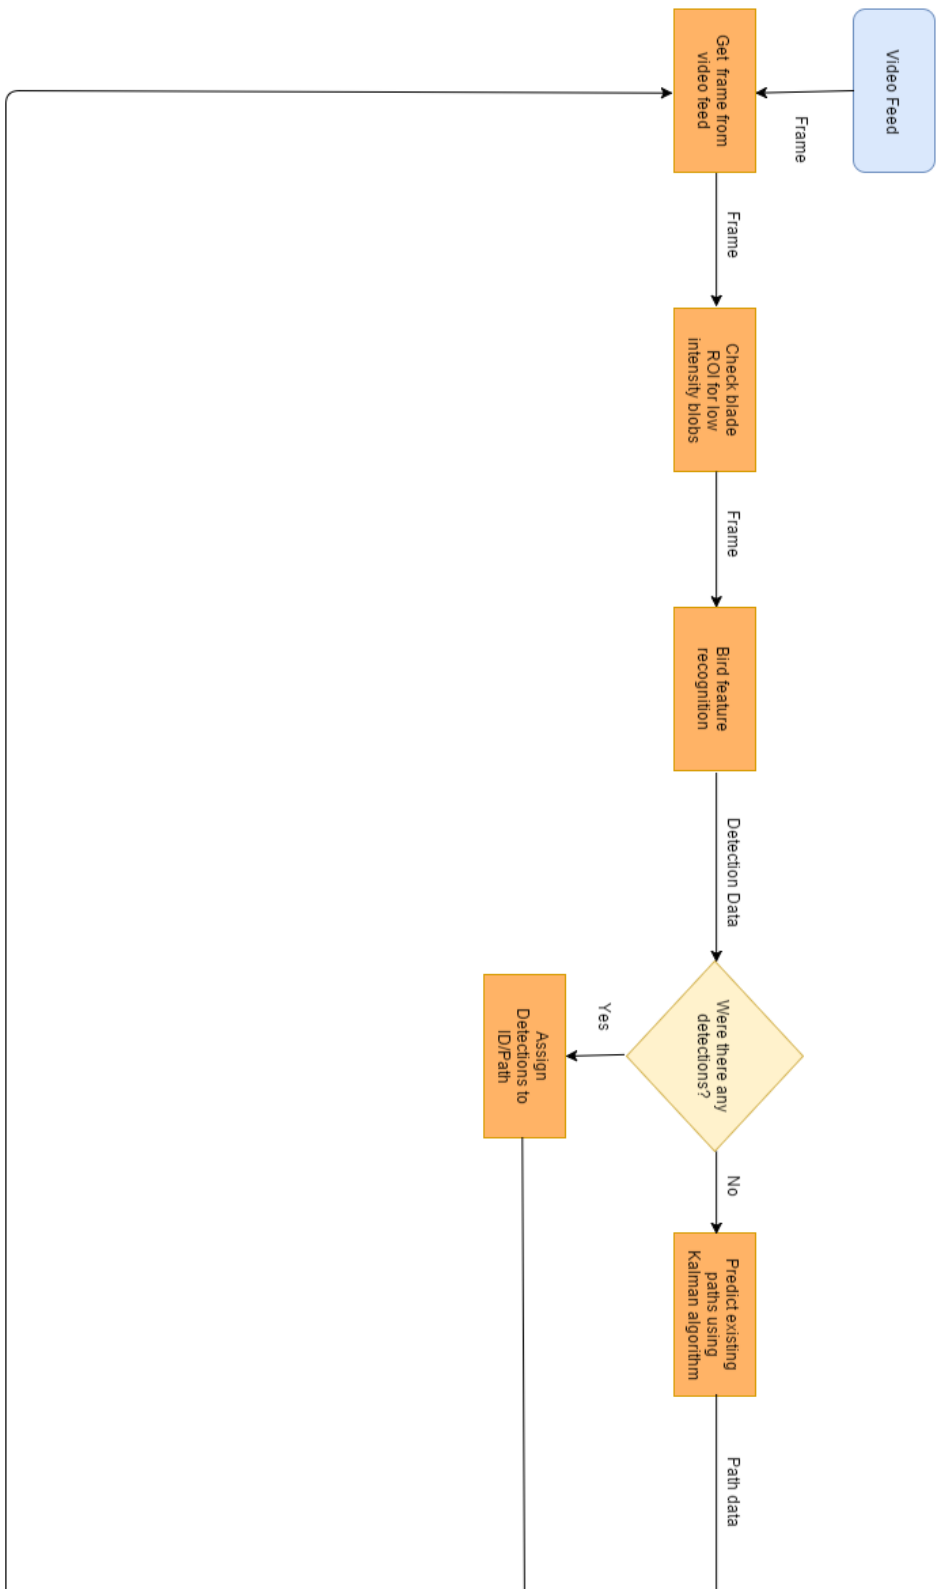 Video Feed
Frame
Get frame from
video feed
Frame
Check blade
ROI for low
intensity blobs
Frame
Bird feature
recognition
Detection Data
Were there any
detections?
No
Predict existing
paths using
Kalman algorithm
Path data
Yes
Assign
Detections to
ID/Path